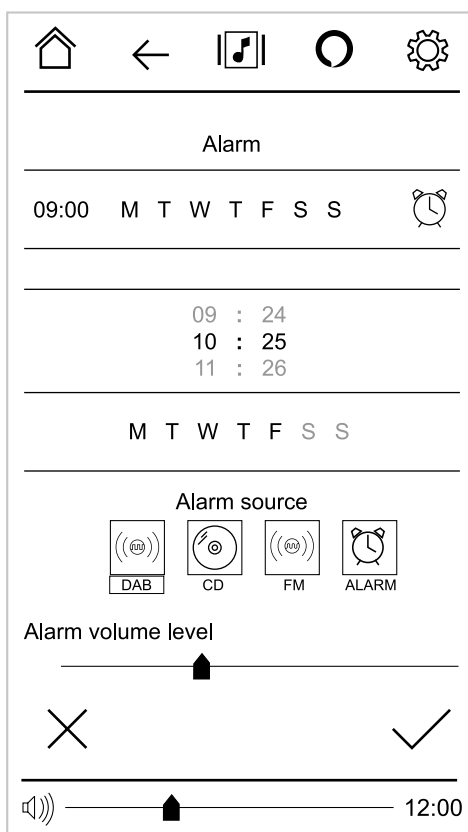 Alarm
09:00 M T W T F S S
09 : 24
10 : 25
11 : 26
M T W T F S S
Alarm source
DAB CD FM ALARM
Alarm volume level
12:00